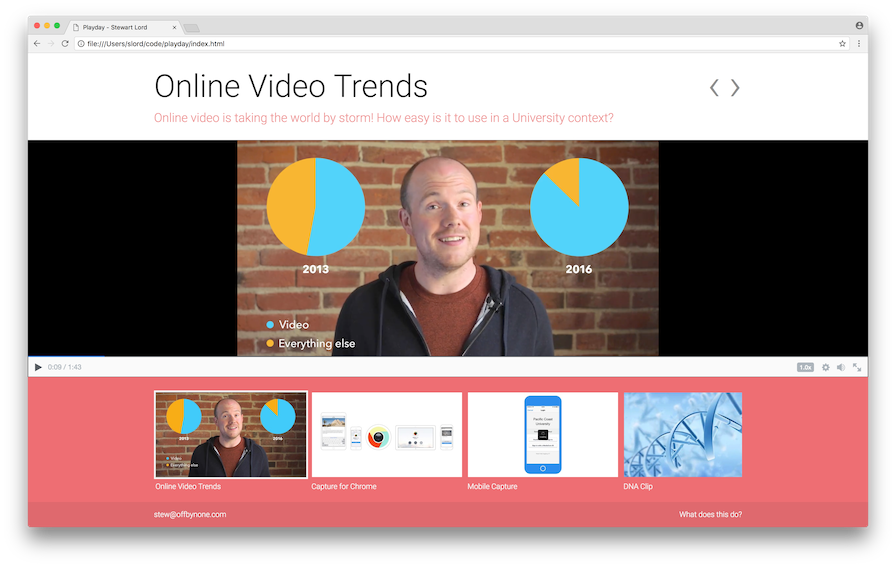 Playday - Stewart Lord
file:///Users/slord/code/playday/index.html
Online Video Trends
Online video is taking the world by storm! How easy is it to use in a University context?
2013
2016
Video
Everything else
0:09 / 1:43
1.0x
2013
2016
Video
Everything else
Pacific Coast
University
Online Video Trends
Capture for Chrome
Mobile Capture
DNA Clip
stew@offbynone.com
What does this do?